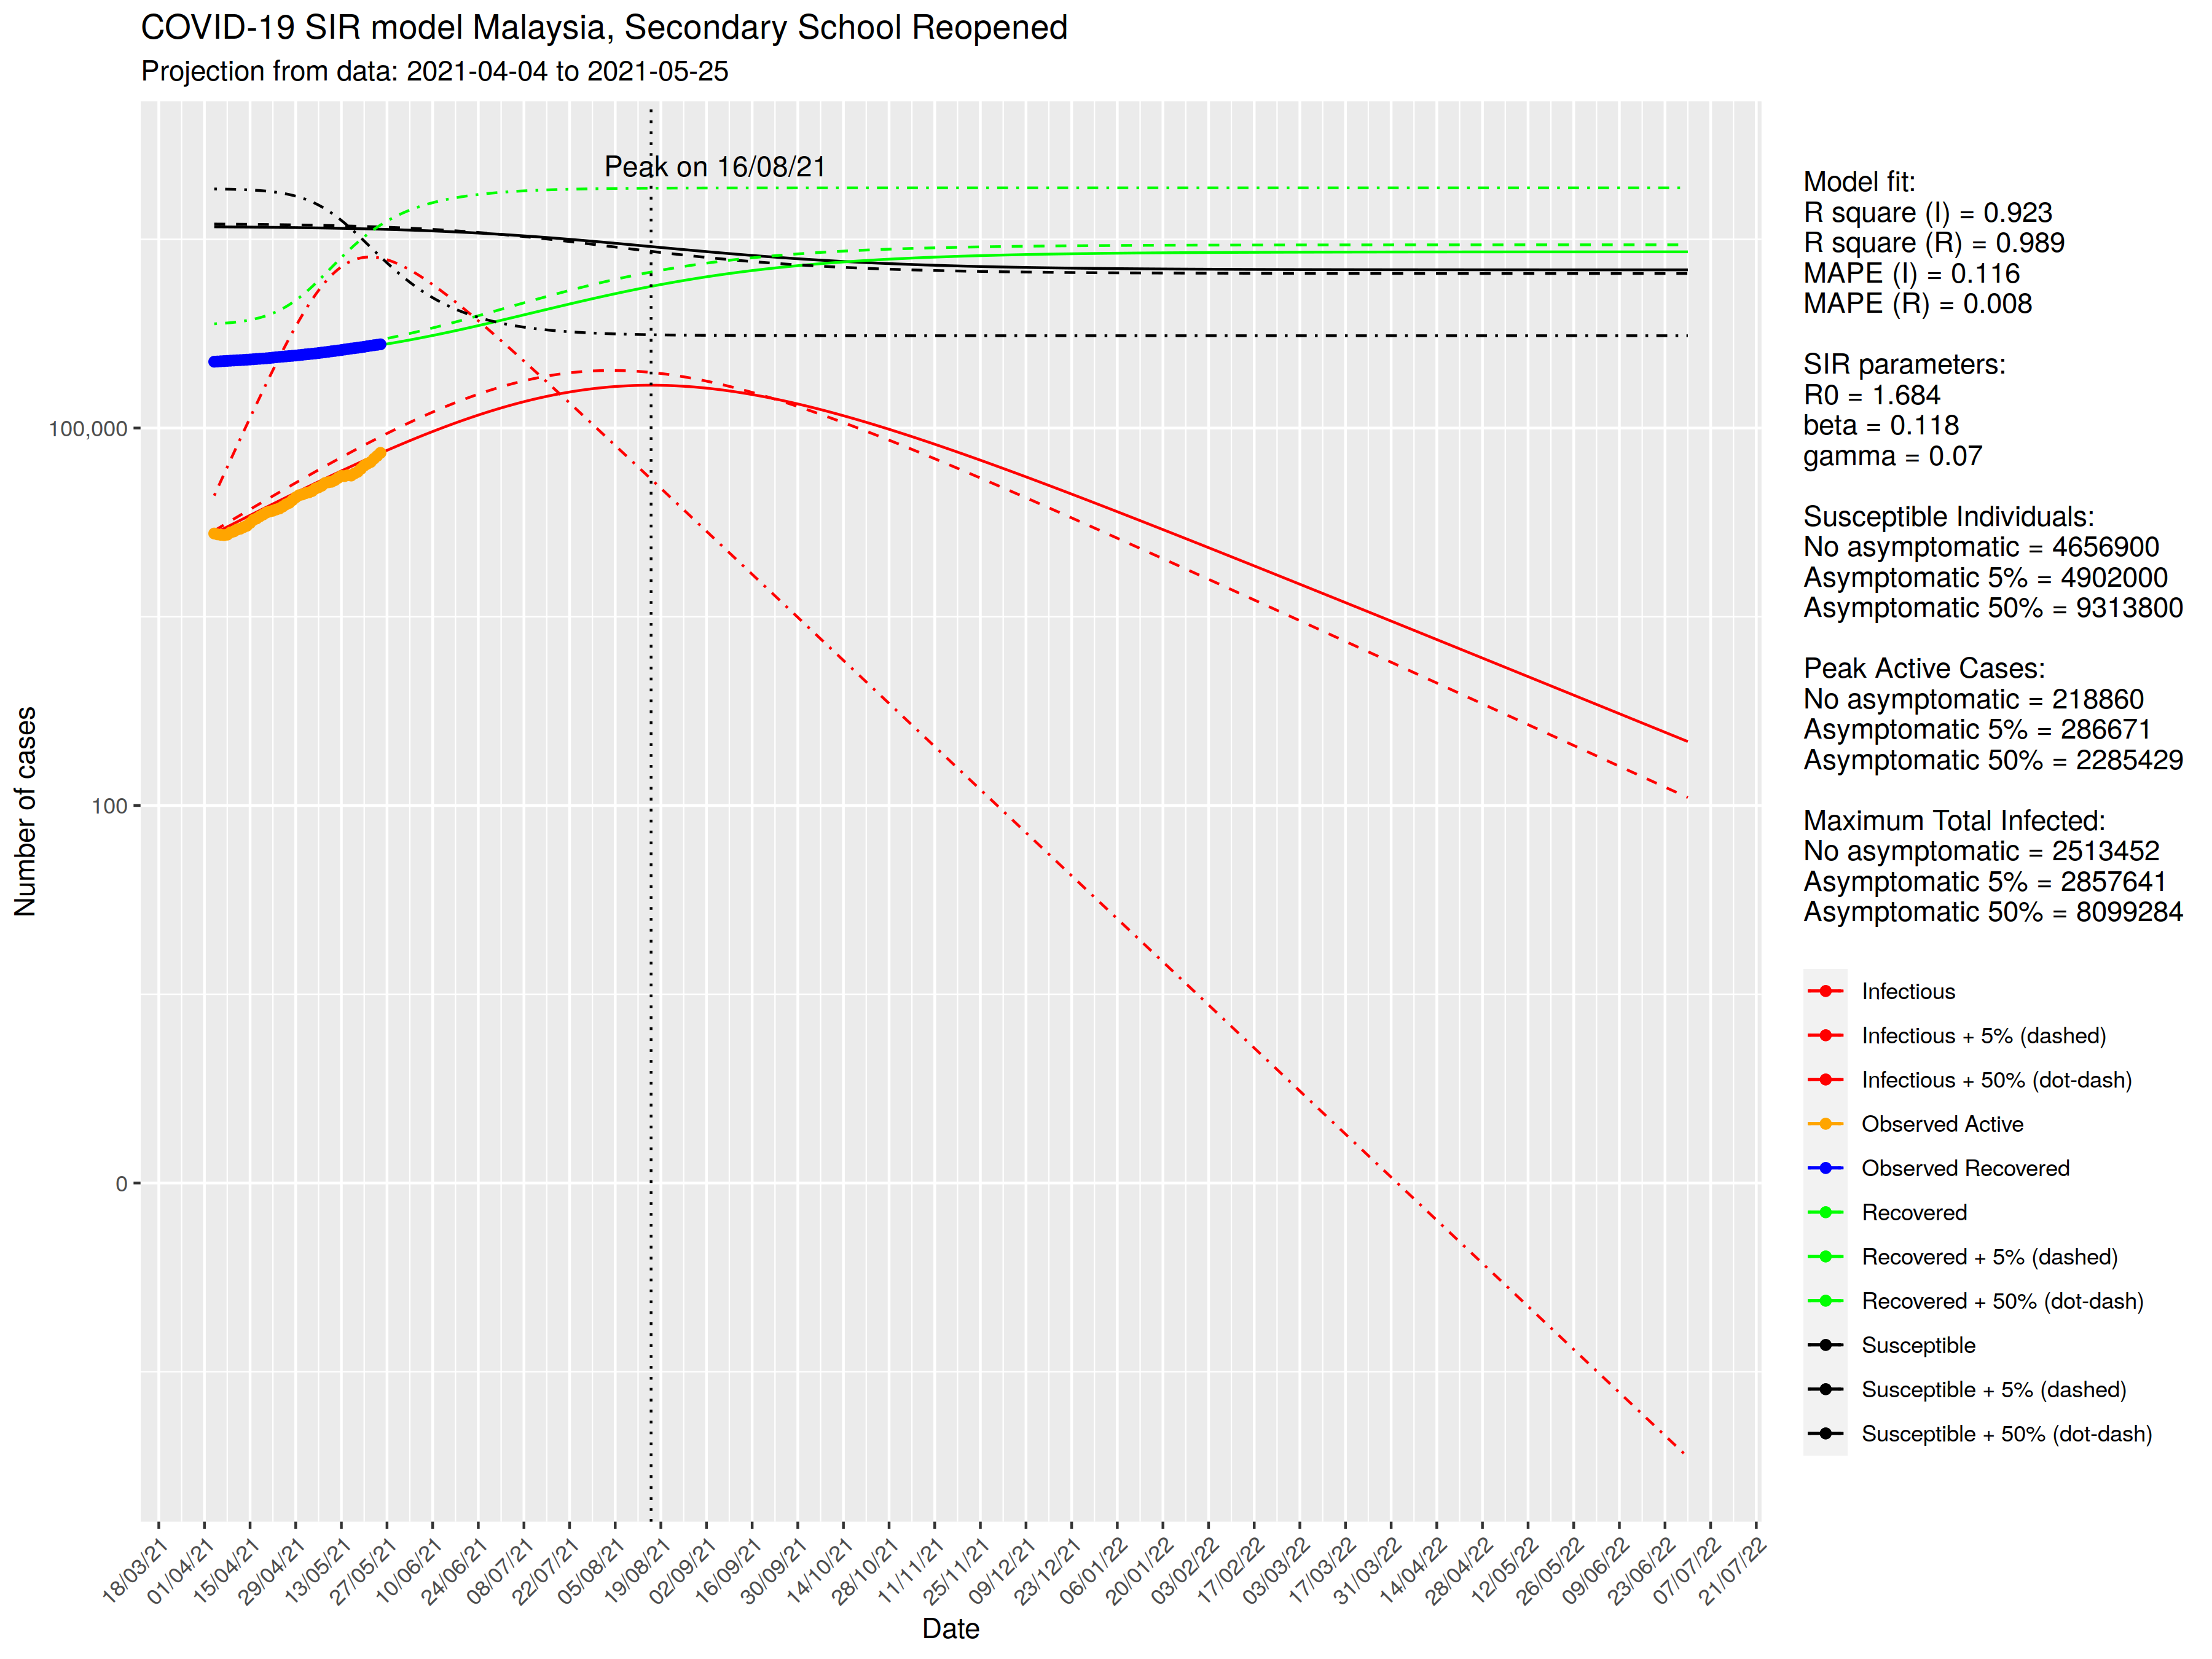 COVID-19 SIR model Malaysia, Secondary School Reopened
Projection from data: 2021-04-04 to 2021-05-25
Peak on 16/08/21
Number of cases
100,000
100
0
18/03/21
01/04/21
15/04/21
29/04/21
13/05/21
27/05/21
10/06/21
24/06/21
08/07/21
22/07/21
05/08/21
19/08/21
02/09/21
16/09/21
30/09/21
14/10/21
28/10/21
11/11/21
25/11/21
09/12/21
23/12/21
06/01/22
20/01/22
03/02/22
17/02/22
03/03/22
17/03/22
31/03/22
14/04/22
28/04/22
12/05/22
26/05/22
09/06/22
23/06/22
07/07/22
21/07/22
Date
Model fit:
R square (I) = 0.923
R square (R) = 0.989
MAPE (I) = 0.116
MAPE (R) = 0.008
SIR parameters:
R0 = 1.684
beta = 0.118
gamma = 0.07
Susceptible Individuals:
No asymptomatic = 4656900
Asymptomatic 5% = 4902000
Asymptomatic 50% = 9313800
Peak Active Cases:
No asymptomatic = 218860
Asymptomatic 5% = 286671
Asymptomatic 50% = 2285429
Maximum Total Infected:
No asymptomatic = 2513452
Asymptomatic 5% = 2857641
Asymptomatic 50% = 8099284
Infectious
Infectious + 5% (dashed)
Infectious + 50% (dot-dash)
Observed Active
Observed Recovered
Recovered
Recovered + 5% (dashed)
Recovered + 50% (dot-dash)
Susceptible
Susceptible + 5% (dashed)
Susceptible + 50% (dot-dash)